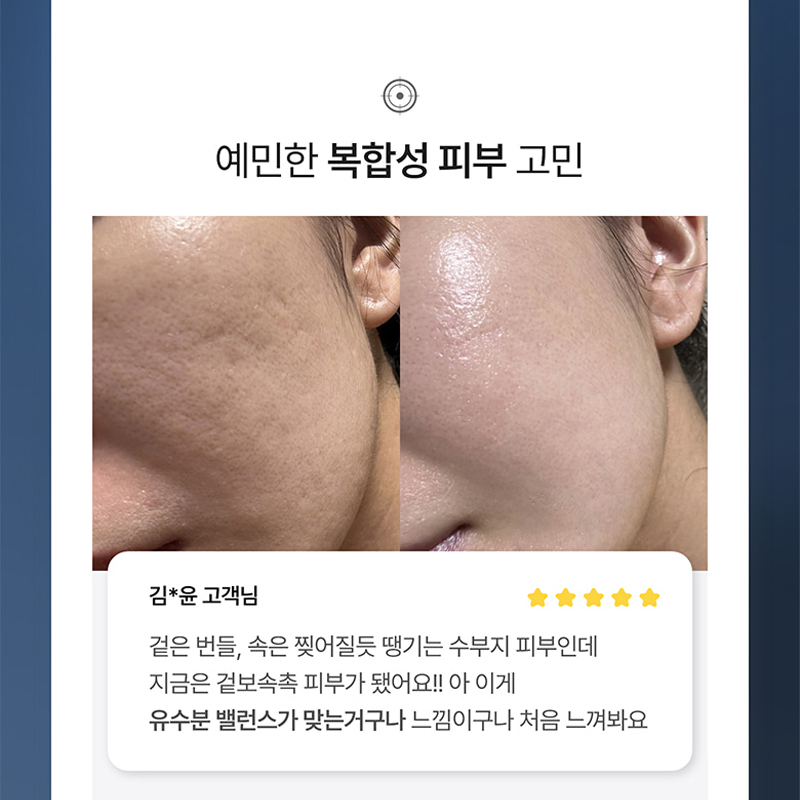 예민한 복합성 피부 고민
김*윤 고객님
겉은 번들, 속은 찢어질듯 땡기는 수부지 피부인데
지금은 겉보속촉 피부가 됐어요!! 아 이게
유수분 밸런스가 맞는거구나 느낌이구나 처음 느껴봐요